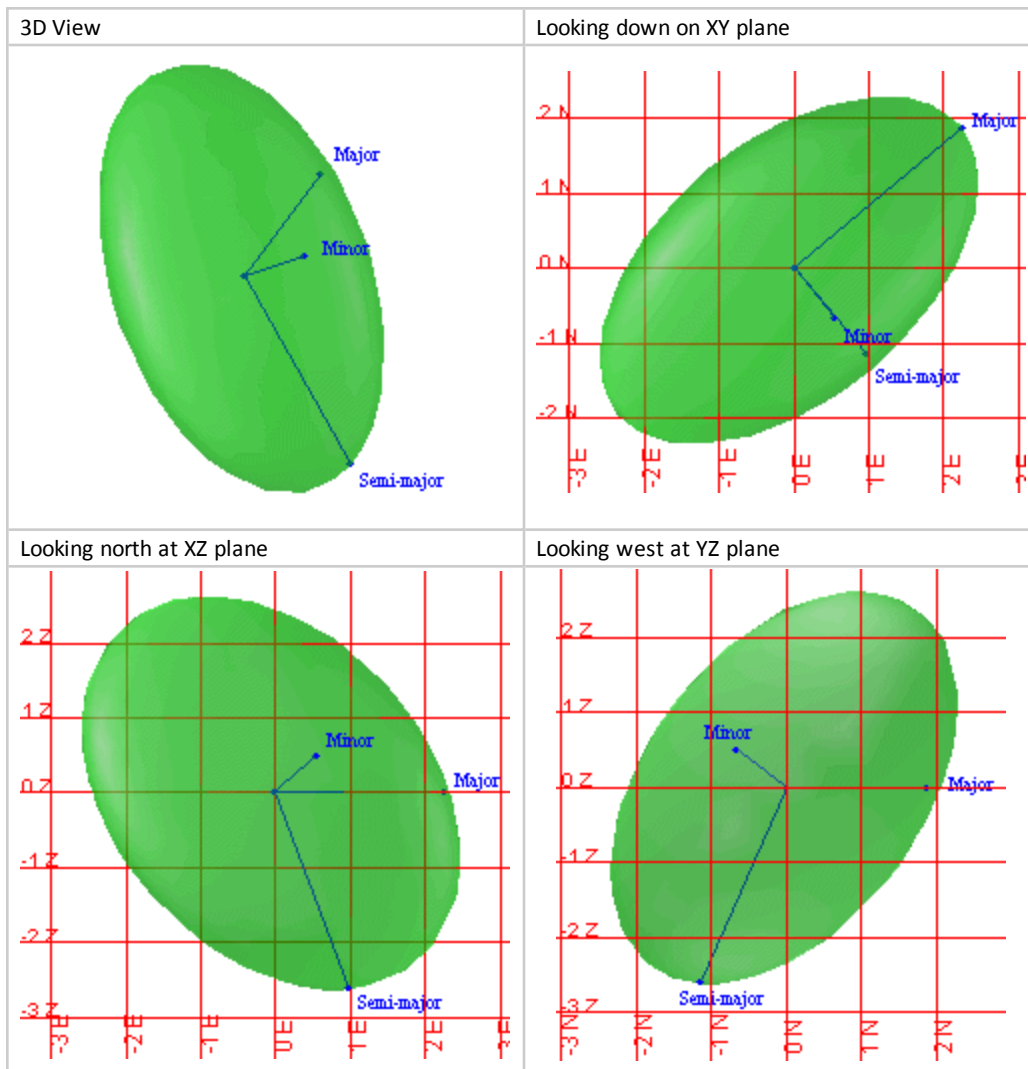 3D View
Looking down on XY plane
Major
Minor
Semi-major
2 N
1 N
0 N
-1 N
-2 N
Major
Minor
Semi-major
-3 E
-2 E
-1 E
0 E
1 E
2 E
3 E
Looking north at XZ plane
Looking west at YZ plane
2 Z
1 Z
0 Z
-1 Z
-2 Z
-3 Z
Minor
Major
Semi-major
-3 E
-2 E
-1 E
0 E
1 E
2 E
3 E
2 Z
1 Z
0 Z
-1 Z
-2 Z
-3 Z
Minor
Major
Semi-major
-3 N
-2 N
-1 N
0 N
1 N
2 N